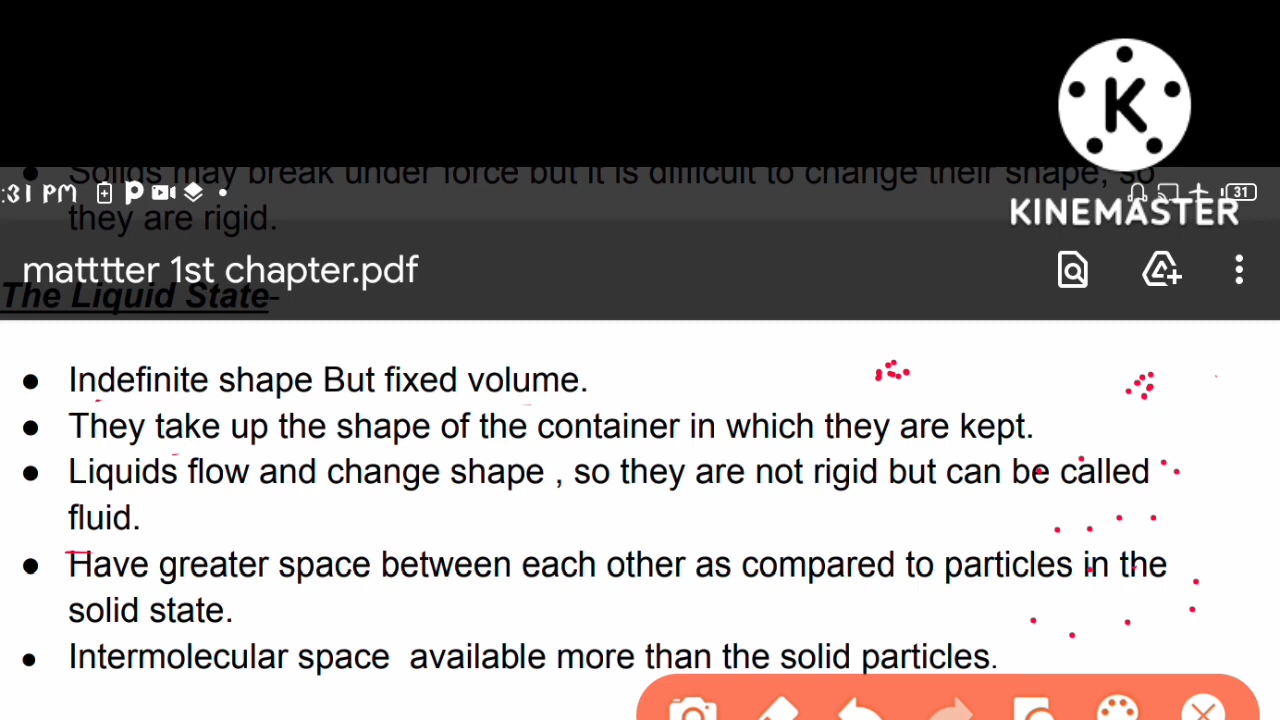 Solids may break under force but it is difficult to change their shape, so
:31 PM
31
they are rigid.
KINEMASTER
matttter 1st chapter.pdf
The Liquid State-
● Indefinite shape But fixed volume.
● They take up the shape of the container in which they are kept.
● Liquids flow and change shape , so they are not rigid but can be called
fluid.
● Have greater space between each other as compared to particles in the
solid state.
● Intermolecular space available more than the solid particles.